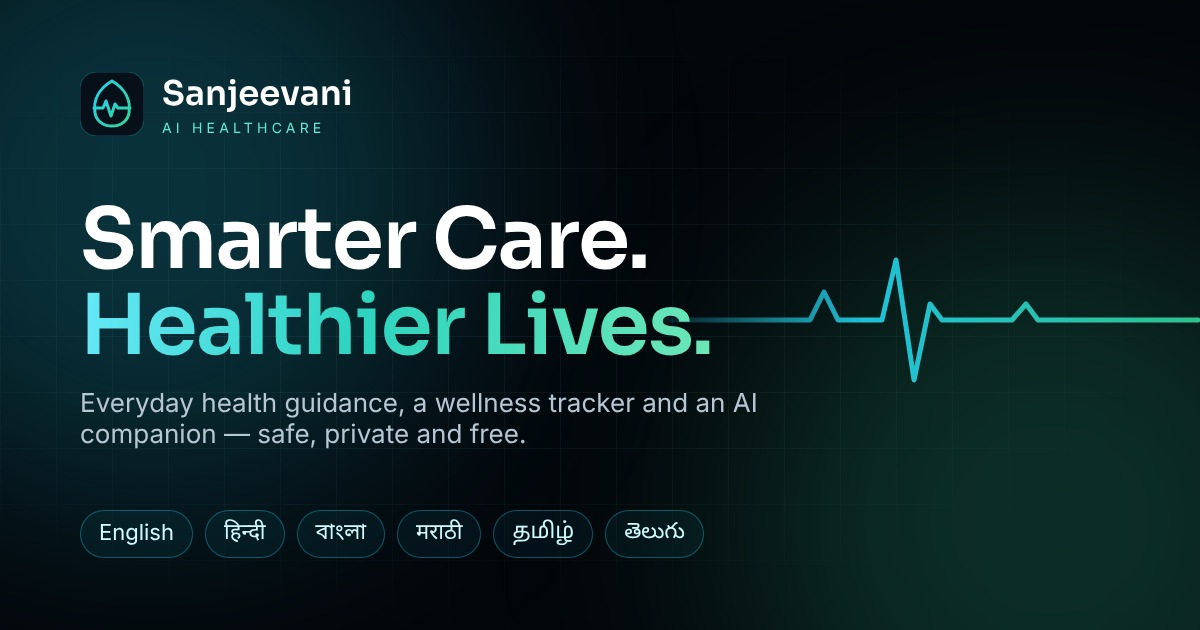 Sanjeevani
AI HEALTHCARE
Smarter Care.
Healthier Lives.
Everyday health guidance, a wellness tracker and an AI
companion — safe, private and free.
English हिन्दी বাংলা मराठी தமிழ் తెలుగు